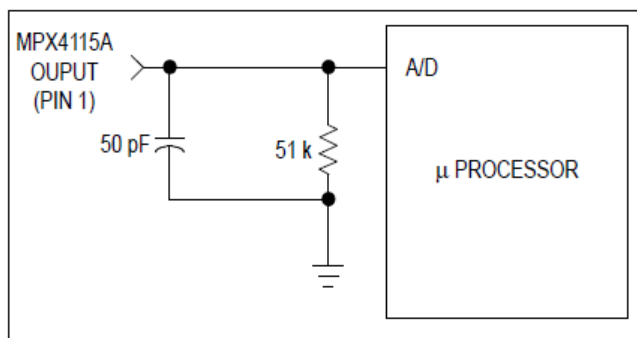 MPX4115A
OUPUT
(PIN 1)
A/D
50 pF
51 k
μ PROCESSOR